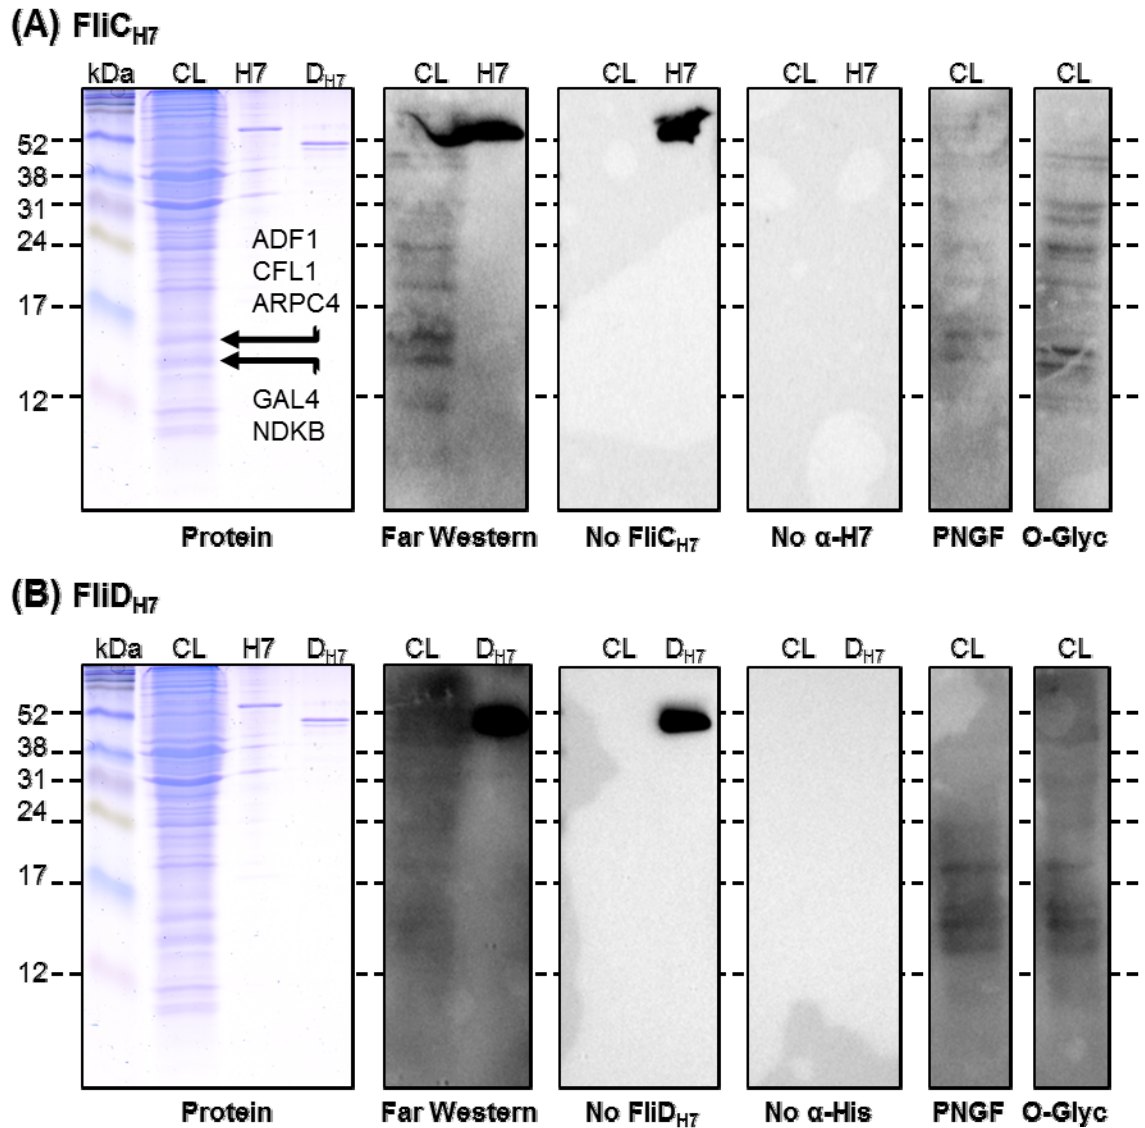 (A) FliCH7
kDa CL H7 DH7 CL H7 CL H7 CL H7 CL CL
52
38
31
24
17
12
ADF1
CFL1
ARPC4
GAL4
NDKB
Protein Far Western No FliCH7 No α-H7 PNGF O-Glyc
(B) FliDH7
kDa CL H7 DH7 CL DH7 CL DH7 CL DH7 CL CL
52
38
31
24
17
12
Protein Far Western No FliDH7 No α-His PNGF O-Glyc